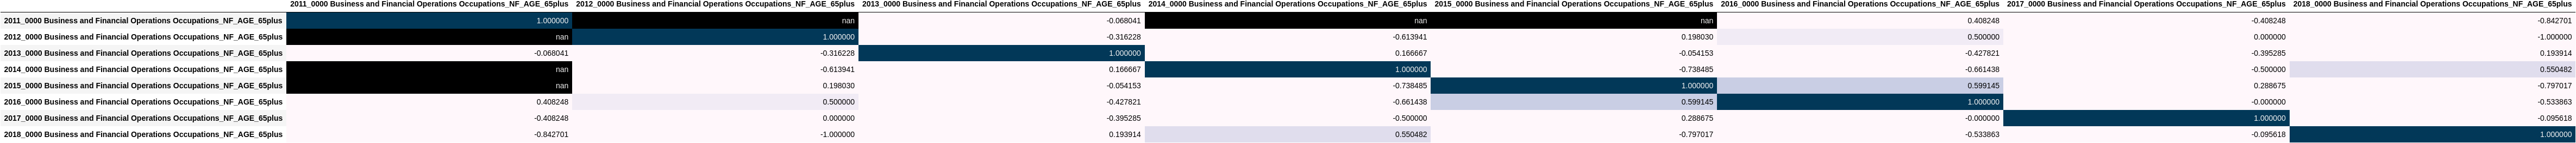 2011_0000 Business and Financial Operations Occupations_NF_AGE_65plus 2012_0000 Business and Financial Operations Occupations_NF_AGE_65plus 2013_0000 Business and Financial Operations Occupations_NF_AGE_65plus 2014_0000 Business and Financial Operations Occupations_NF_AGE_65plus 2015_0000 Business and Financial Operations Occupations_NF_AGE_65plus 2016_0000 Business and Financial Operations Occupations_NF_AGE_65plus 2017_0000 Business and Financial Operations Occupations_NF_AGE_65plus 2018_0000 Business and Financial Operations Occupations_NF_AGE_65plus
2011_0000 Business and Financial Operations Occupations_NF_AGE_65plus 1.000000 nan -0.068041 nan nan 0.408248 -0.408248 -0.842701
2012_0000 Business and Financial Operations Occupations_NF_AGE_65plus nan 1.000000 -0.316228 -0.613941 0.198030 0.500000 0.000000 -1.000000
2013_0000 Business and Financial Operations Occupations_NF_AGE_65plus -0.068041 -0.316228 1.000000 0.166667 -0.054153 -0.427821 -0.395285 0.193914
2014_0000 Business and Financial Operations Occupations_NF_AGE_65plus nan -0.613941 0.166667 1.000000 -0.738485 -0.661438 -0.500000 0.550482
2015_0000 Business and Financial Operations Occupations_NF_AGE_65plus nan 0.198030 -0.054153 -0.738485 1.000000 0.599145 0.288675 -0.797017
2016_0000 Business and Financial Operations Occupations_NF_AGE_65plus 0.408248 0.500000 -0.427821 -0.661438 0.599145 1.000000 -0.000000 -0.533863
2017_0000 Business and Financial Operations Occupations_NF_AGE_65plus -0.408248 0.000000 -0.395285 -0.500000 0.288675 -0.000000 1.000000 -0.095618
2018_0000 Business and Financial Operations Occupations_NF_AGE_65plus -0.842701 -1.000000 0.193914 0.550482 -0.797017 -0.533863 -0.095618 1.000000